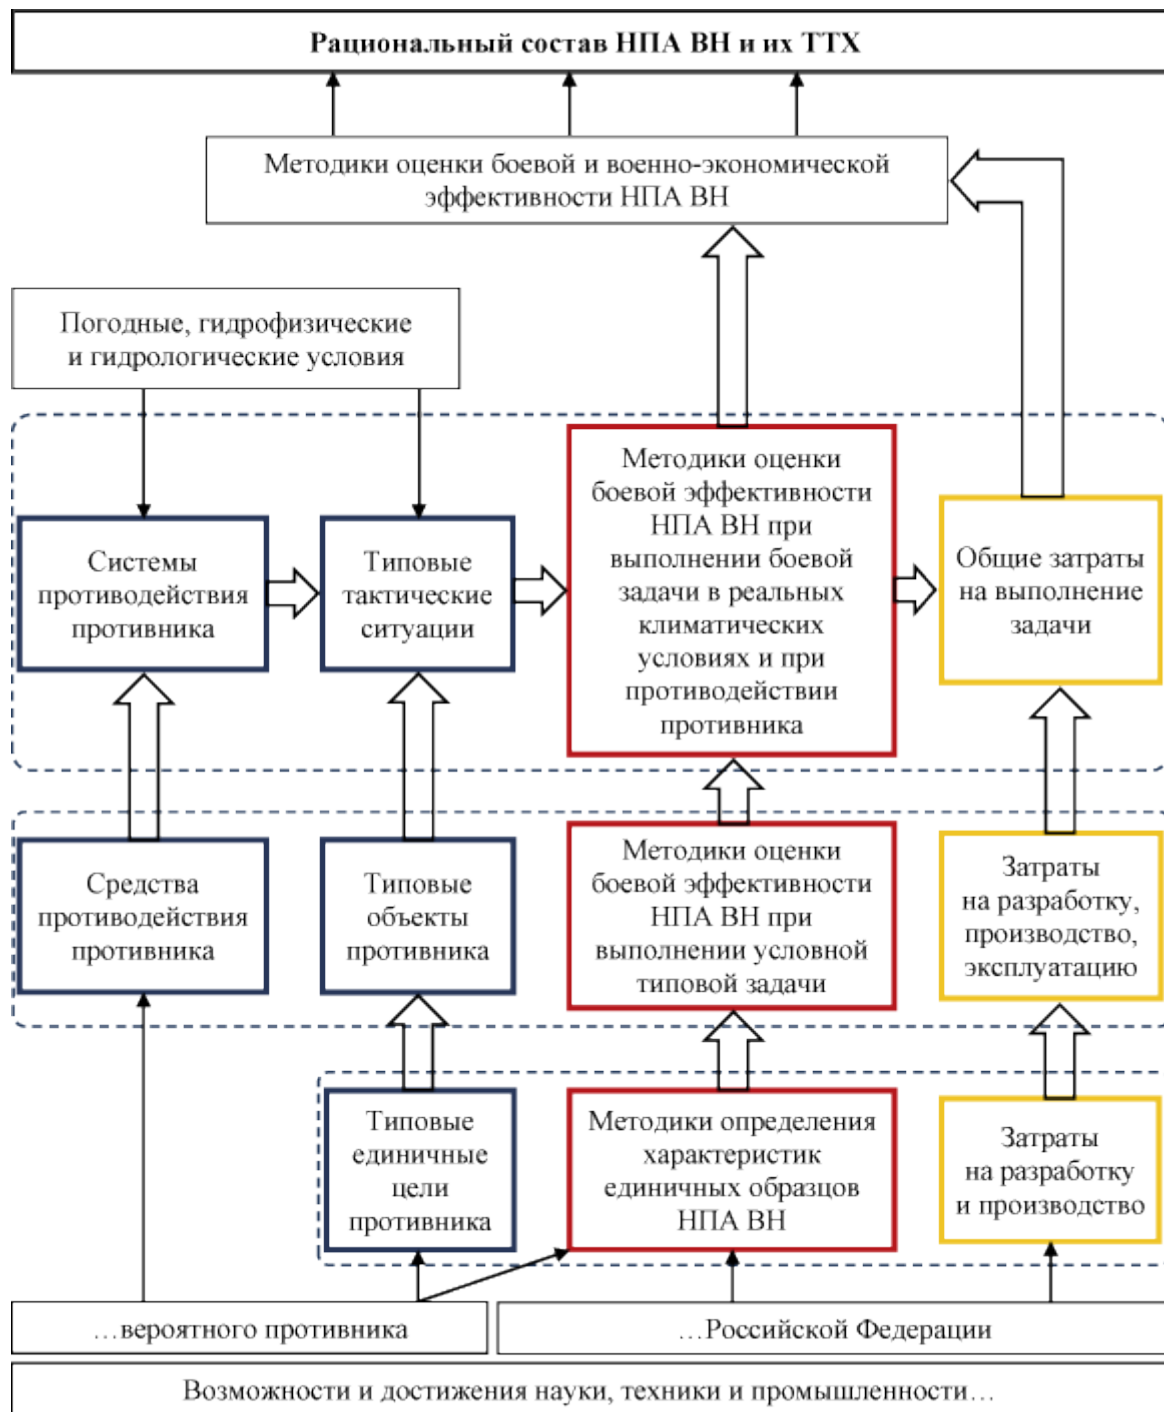 Рациональный состав НПА ВН и их ТТХ
Методики оценки боевой и военно-экономической
эффективности НПА ВН
Погодные, гидрофизические
и гидрологические условия
Системы
противодействия
противника
Типовые
тактические
ситуации
Методики оценки
боевой эффективности
НПА ВН при
выполнении боевой
задачи в реальных
климатических
условиях и при
противодействии
противника
Общие затраты
на выполнение
задачи
Средства
противодействия
противника
Типовые
объекты
противника
Методики оценки
боевой эффективности
НПА ВН при
выполнении условной
типовой задачи
Затраты
на разработку,
производство,
эксплуатацию
Типовые
единичные
цели
противника
Методики определения
характеристик
единичных образцов
НПА ВН
Затраты
на разработку
и производство
…вероятного противника
…Российской Федерации
Возможности и достижения науки, техники и промышленности…